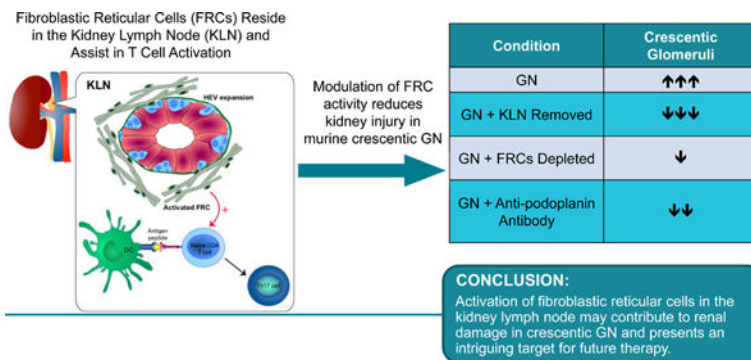 Fibroblastic Reticular Cells (FRCs) Reside
in the Kidney Lymph Node (KLN) and
Assist in T Cell Activation
KLN
HEV expansion
Activated FRC
+
Antigen
peptide
DC
Naive CD4
T cell
Th17 cell
Modulation of FRC
activity reduces
kidney injury in
murine crescentic GN
Condition
Crescentic
Glomeruli
GN
↑↑↑
GN + KLN Removed
↓↓↓
GN + FRCs Depleted
↓
GN + Anti-podoplanin
Antibody
↓↓
CONCLUSION:
Activation of fibroblastic reticular cells in the
kidney lymph node may contribute to renal
damage in crescentic GN and presents an
intriguing target for future therapy.